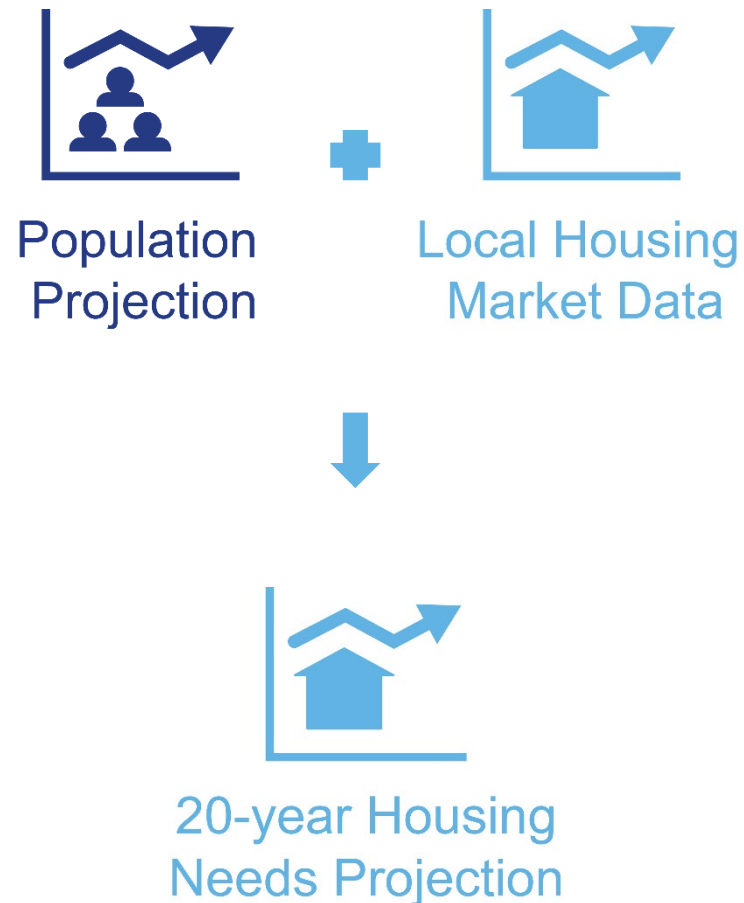 Population
Projection
Local Housing
Market Data
20-year Housing
Needs Projection